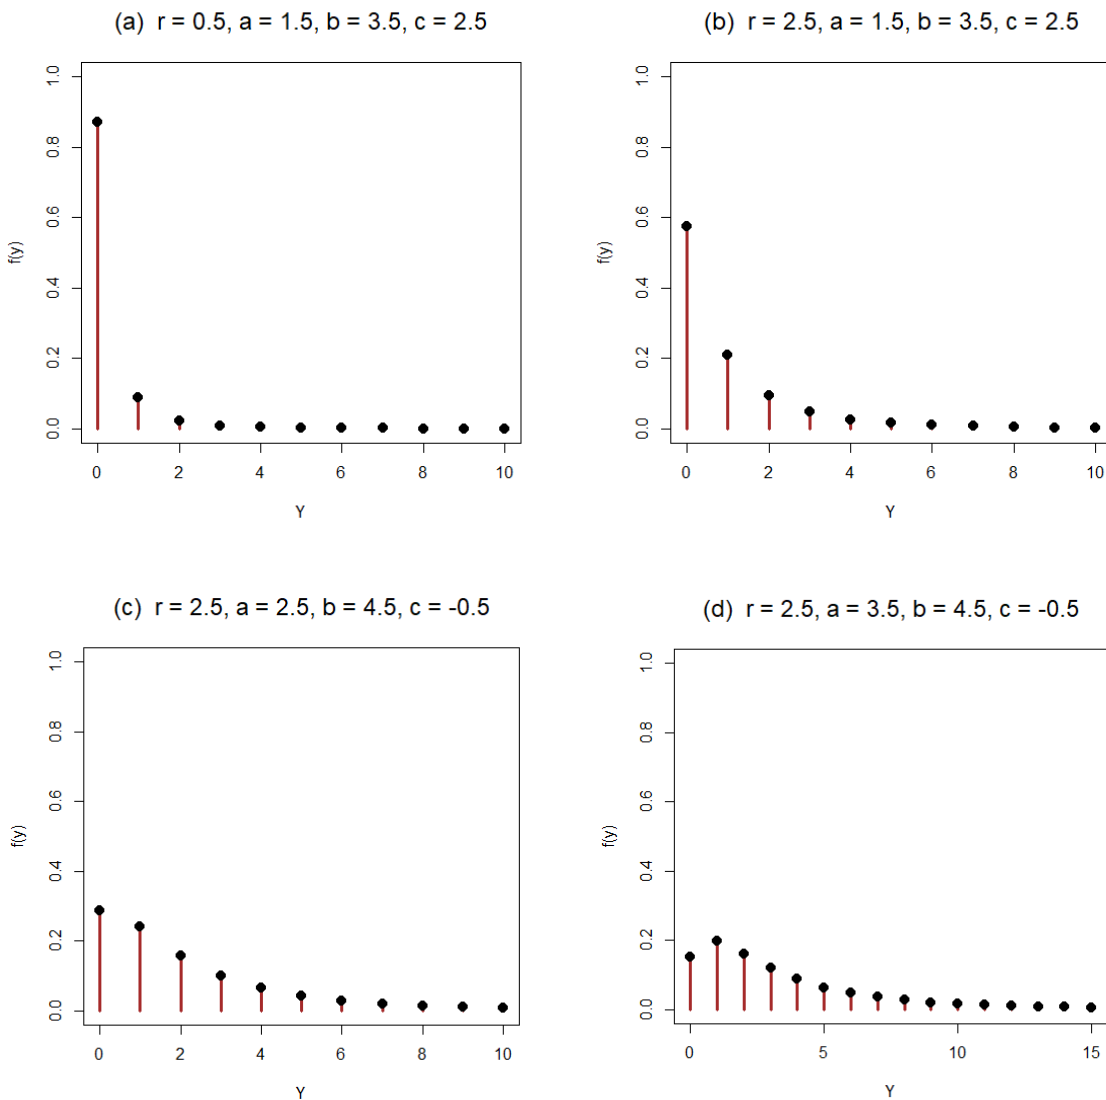 (a) r = 0.5, a = 1.5, b = 3.5, c = 2.5
f(y)
1.0
0.8
0.6
0.4
0.2
0.0
0 2 4 6 8 10
Y
(b) r = 2.5, a = 1.5, b = 3.5, c = 2.5
f(y)
1.0
0.8
0.6
0.4
0.2
0.0
0 2 4 6 8 10
Y
(c) r = 2.5, a = 2.5, b = 4.5, c = -0.5
f(y)
1.0
0.8
0.6
0.4
0.2
0.0
0 2 4 6 8 10
Y
(d) r = 2.5, a = 3.5, b = 4.5, c = -0.5
f(y)
1.0
0.8
0.6
0.4
0.2
0.0
0 5 10 15
Y